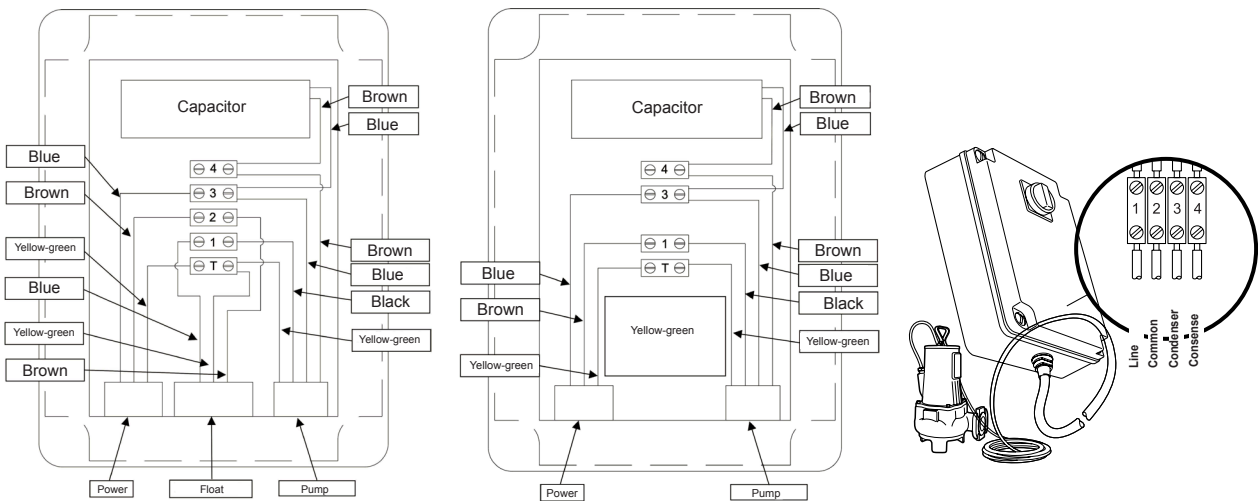 Capacitor
Brown
Blue
Blue
Brown
Yellow-green
Blue
Yellow-green
Brown
4
3
2
1
T
Brown
Blue
Black
Yellow-green
Power
Float
Pump
Capacitor
Brown
Blue
4
3
1
T
Blue
Brown
Yellow-green
Yellow-green
Brown
Blue
Black
Yellow-green
Power
Pump
1 2 3 4
Line
Common
Condenser
Consense